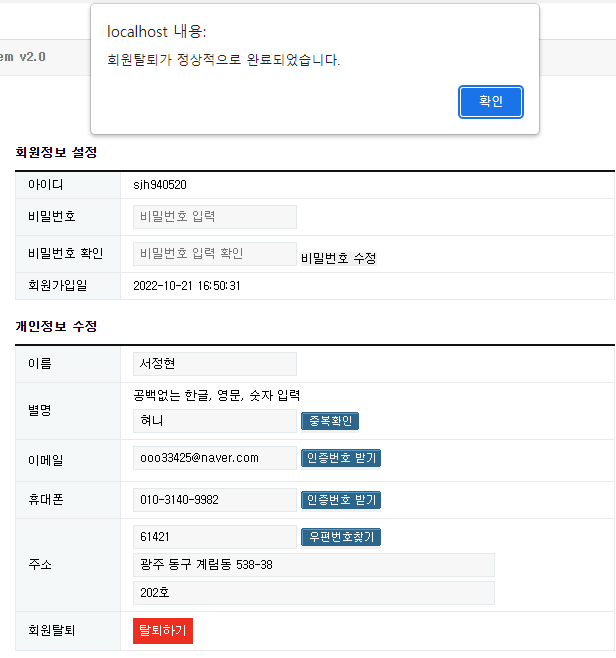 localhost 내용:
회원탈퇴가 정상적으로 완료되었습니다.
확인
em v2.0
회원정보 설정
아이디 sjh940520
비밀번호 비밀번호 입력
비밀번호 확인 비밀번호 입력 확인 비밀번호 수정
회원가입일 2022-10-21 16:50:31
개인정보 수정
이름 서정현
별명 공백없는 한글, 영문, 숫자 입력
혀니 중복확인
이메일 ooo33425@naver.com 인증번호 받기
휴대폰 010-3140-9982 인증번호 받기
주소 61421 우편번호찾기
광주 동구 계림동 538-38
202호
회원탈퇴 탈퇴하기